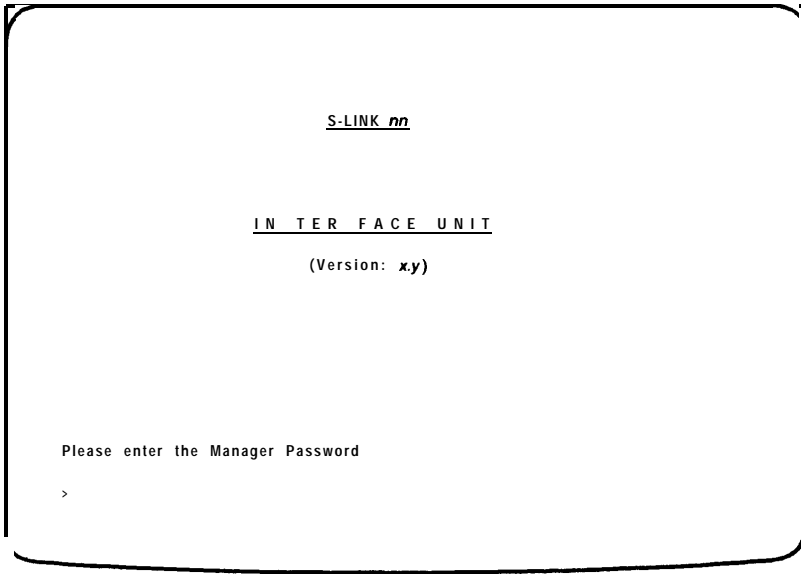 S-LINK nn
IN TER FACE UNIT
(Version: x.y)
Please enter the Manager Password
>